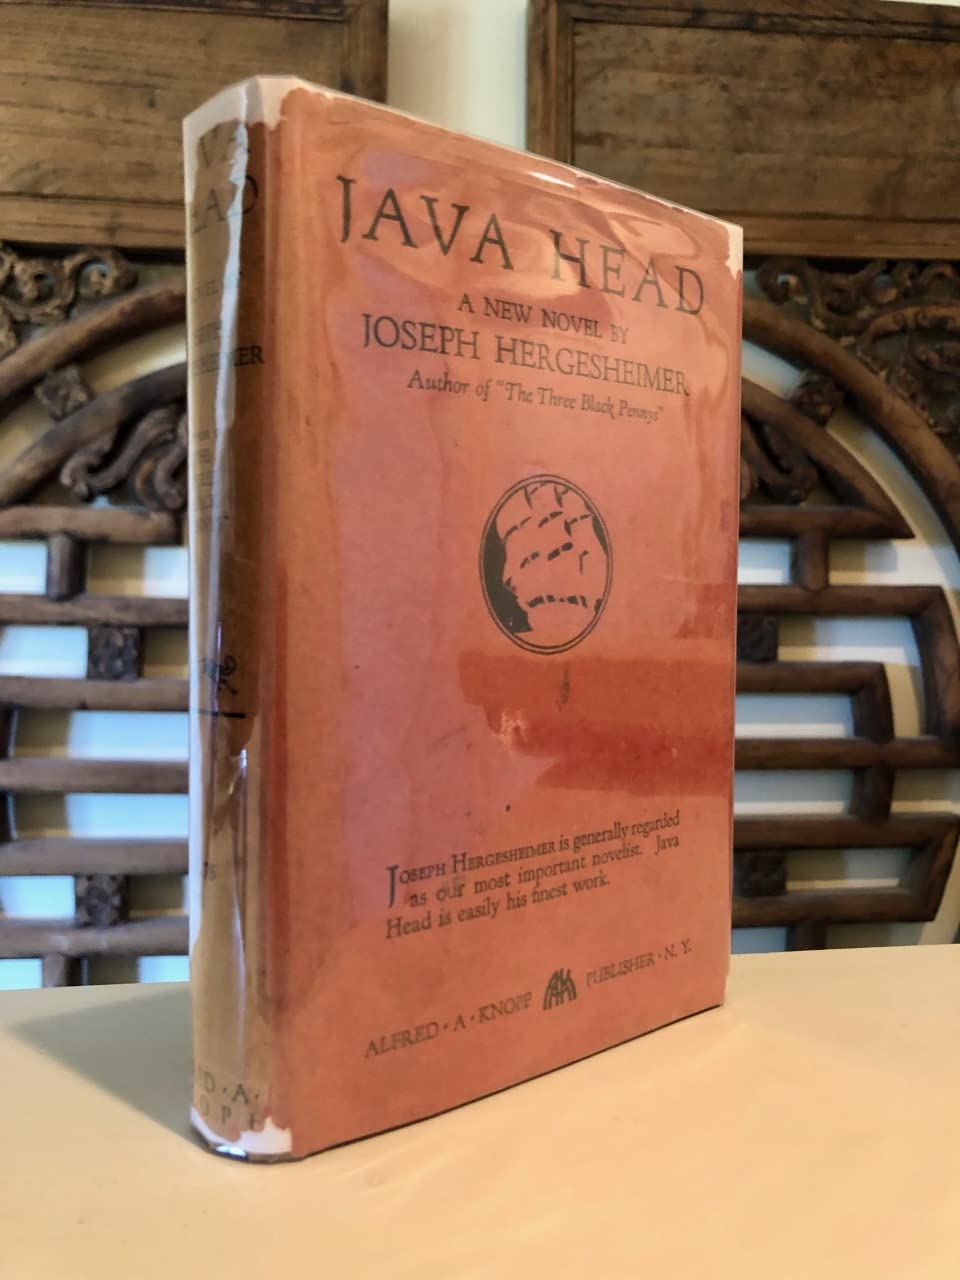 JAVA HEAD
A NEW NOVEL BY
JOSEPH HERGESHEIMER
Author of "The Three Black Pennys"
JOSEPH HERGESHEIMER is generally regarded
as our most important novelist. Java
Head is easily his finest work.
ALFRED · A · KNOPF AAK PUBLISHER · N. Y.